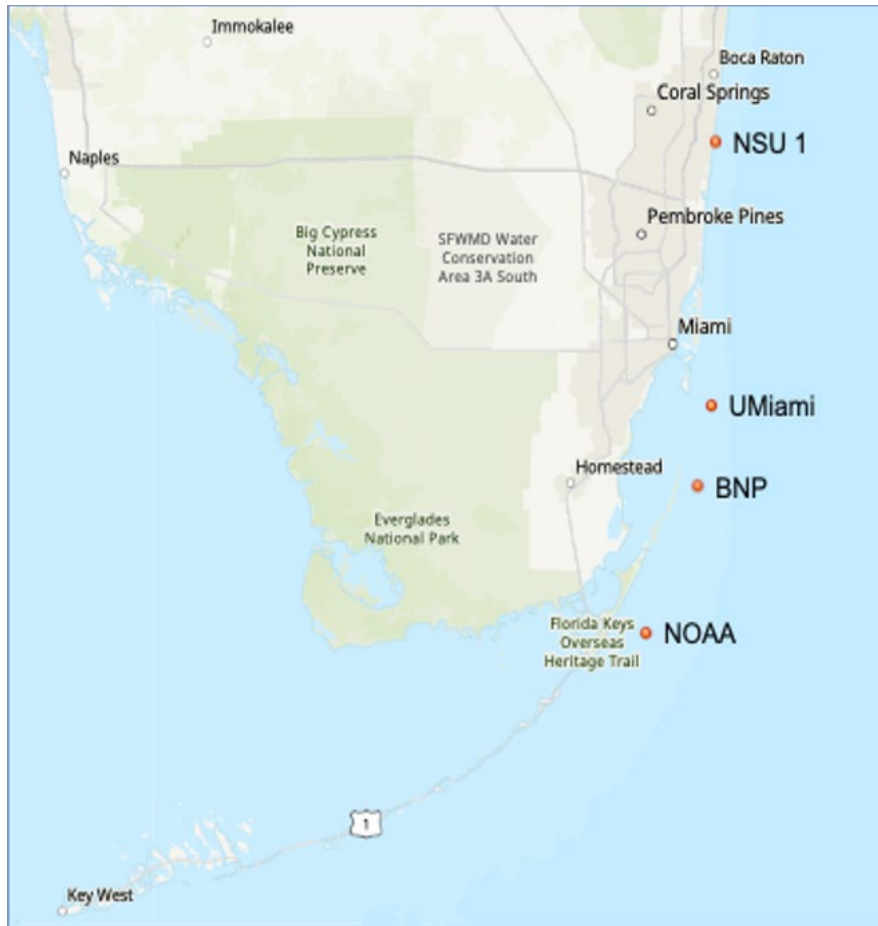 Immokalee
Boca Raton
Coral Springs
NSU 1
Naples
Pembroke Pines
Big Cypress
National
Preserve
SFWMD Water
Conservation
Area 3A South
Miami
UMiami
Homestead
BNP
Everglades
National Park
Florida Keys
Overseas
Heritage Trail
NOAA
1
Key West